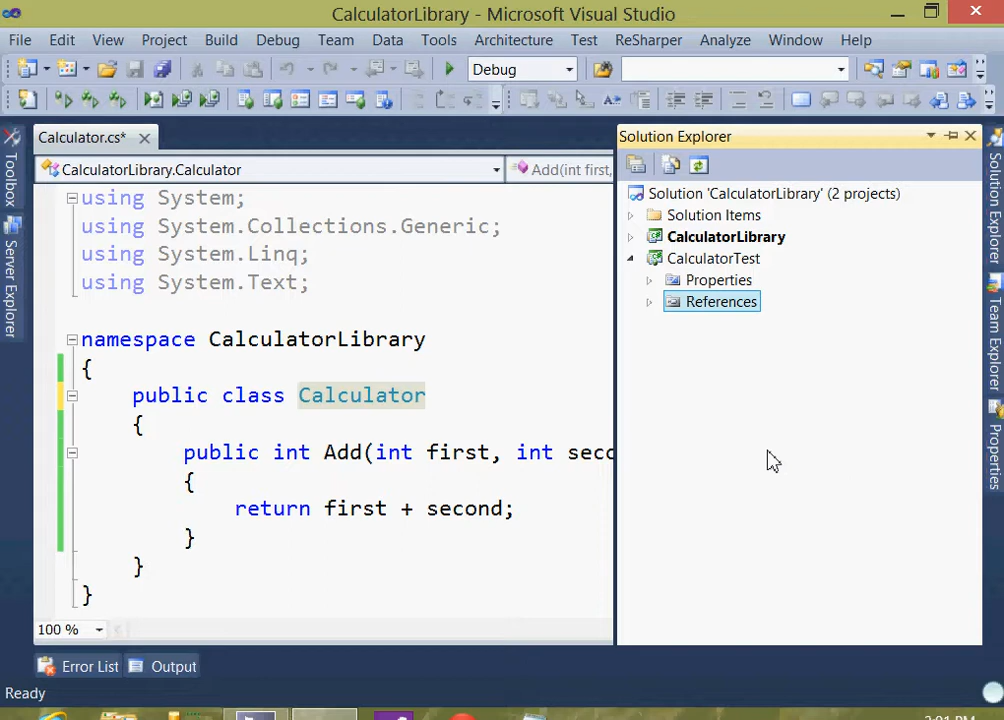 CalculatorLibrary - Microsoft Visual Studio
File Edit View Project Build Debug Team Data Tools Architecture Test ReSharper Analyze Window Help
Debug
Calculator.cs*
CalculatorLibrary.Calculator
Add(int first,
using System;
using System.Collections.Generic;
using System.Linq;
using System.Text;
namespace CalculatorLibrary
{
public class Calculator
{
public int Add(int first, int seco
{
return first + second;
}
}
}
100 %
Toolbox
Server Explorer
Solution Explorer
Solution 'CalculatorLibrary' (2 projects)
Solution Items
CalculatorLibrary
CalculatorTest
Properties
References
Solution Explorer
Team Explorer
Properties
Error List
Output
Ready